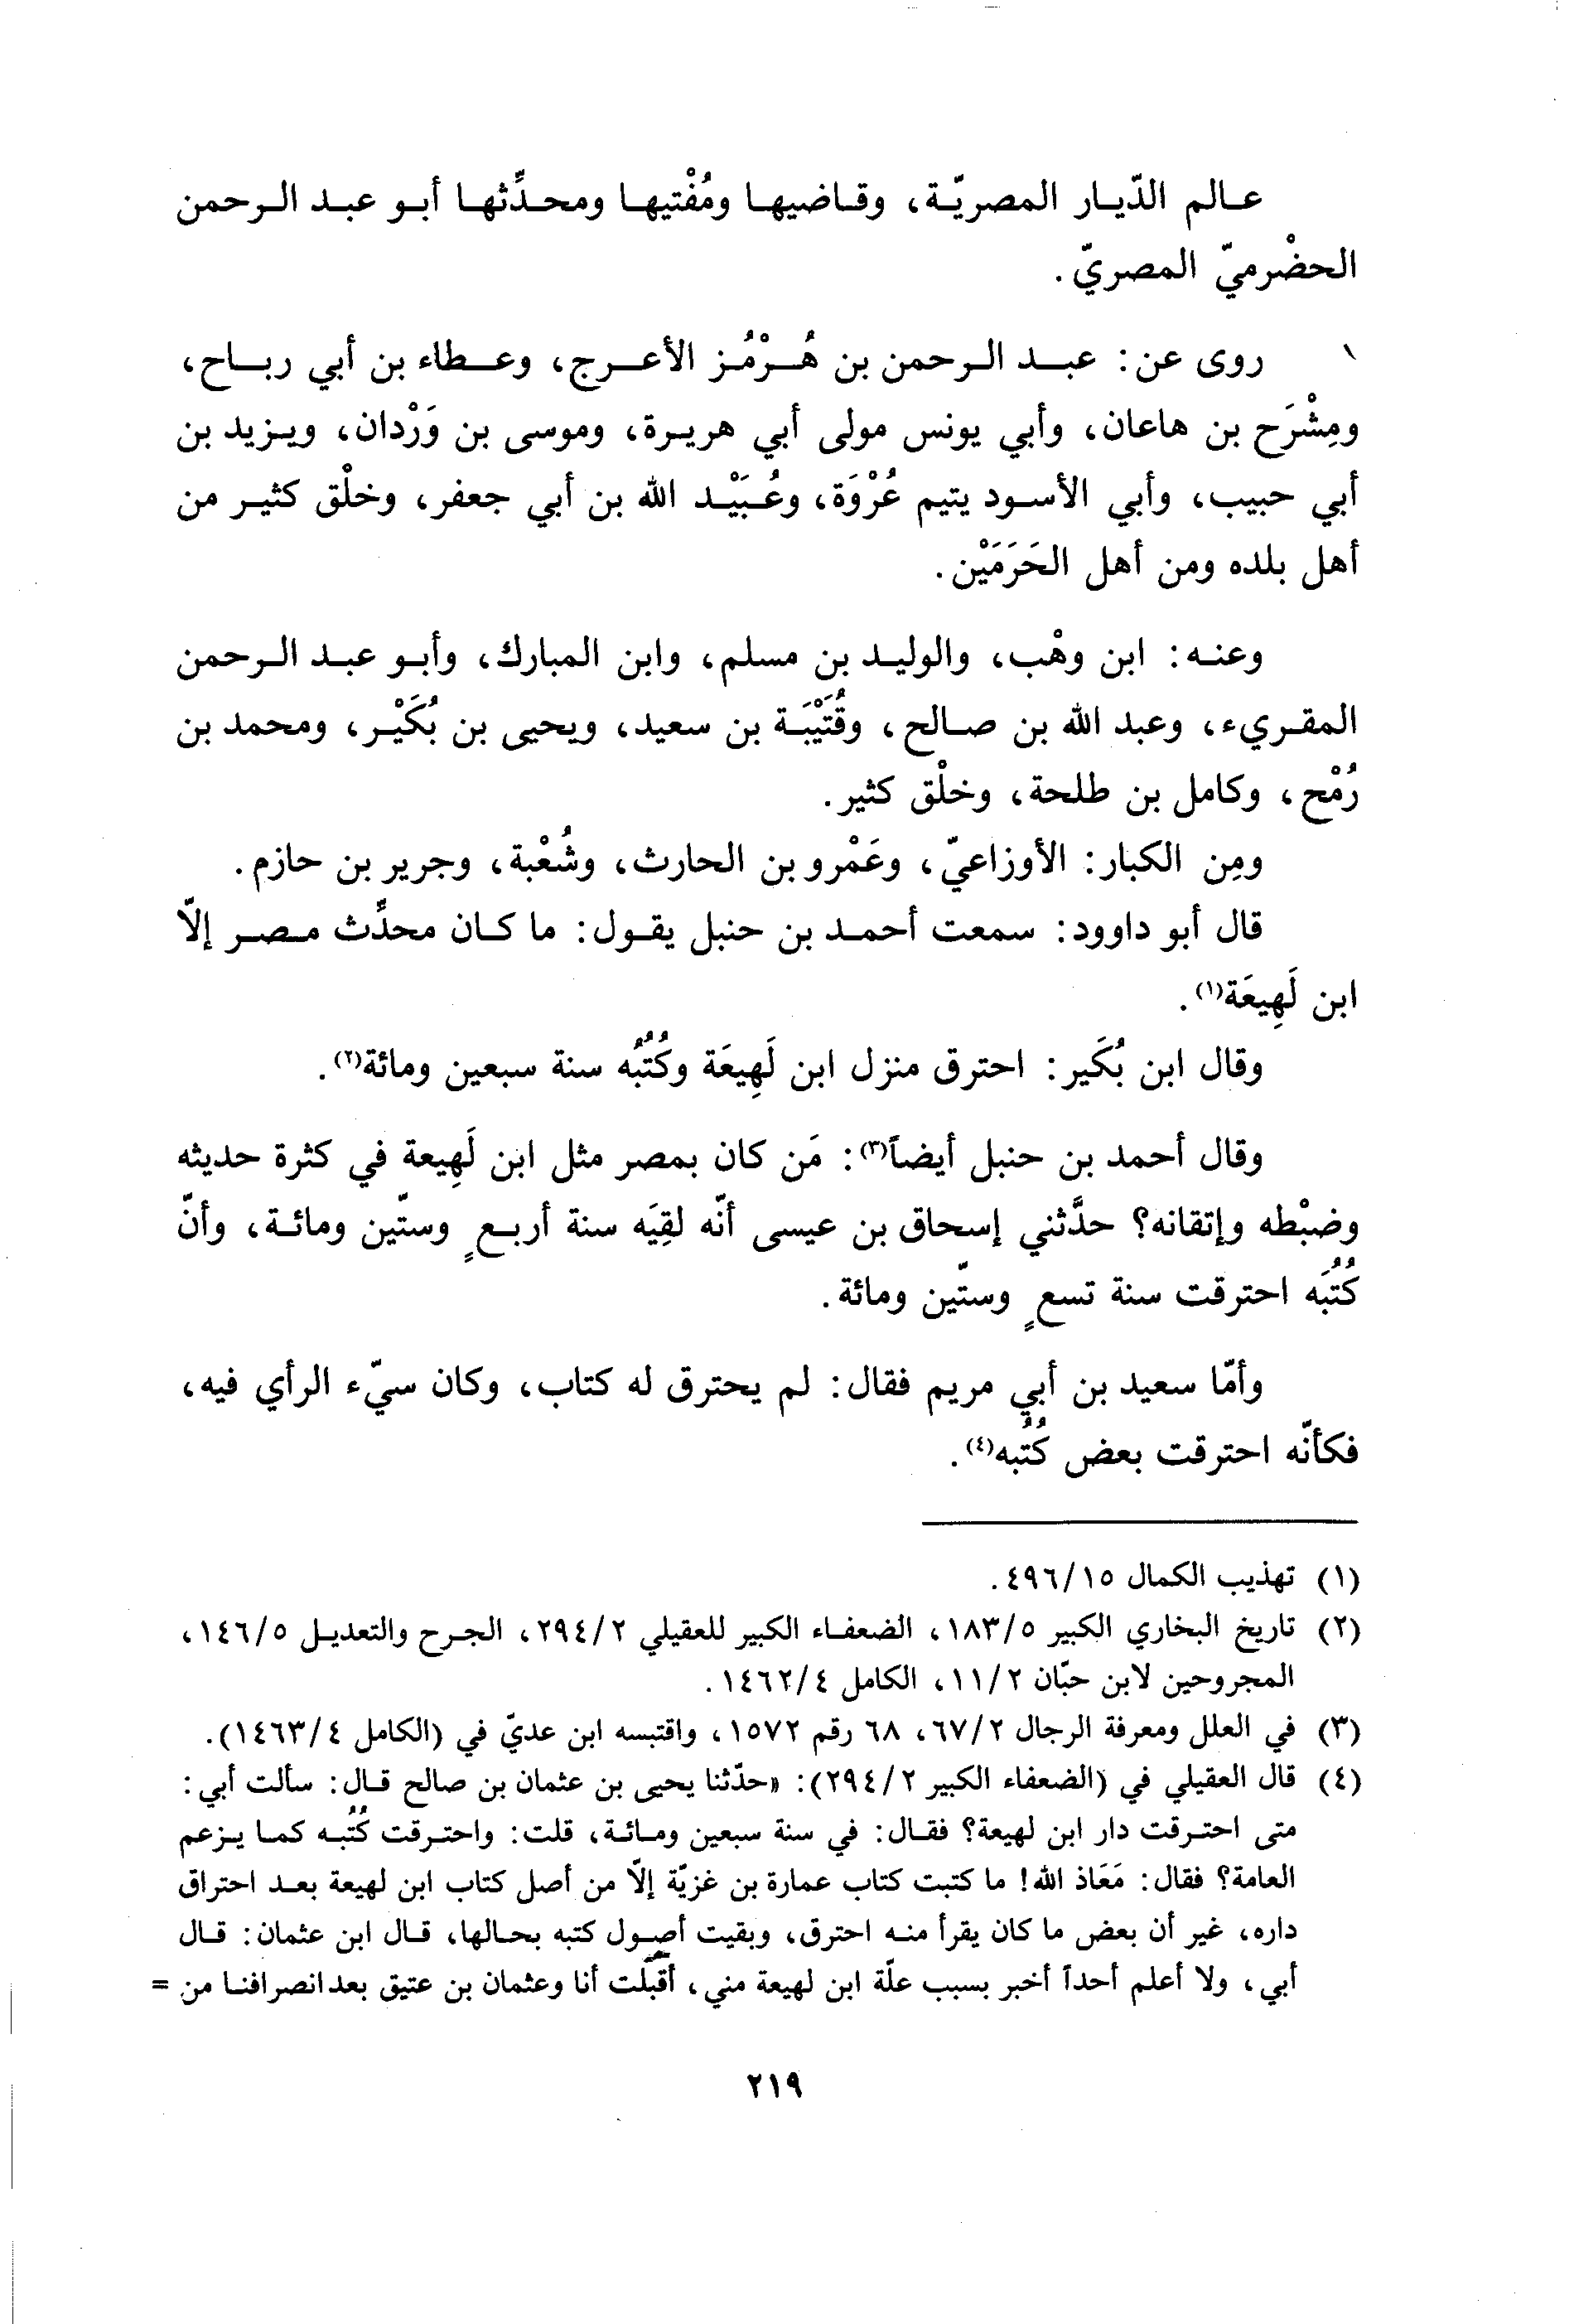 عالم الدّيار المصريّة، وقاضيها ومُفْتيها ومحدِّثها أبو عبد الرحمن
الحضْرميّ المصريّ.
روى عن: عبد الرحمن بن هُرْمُز الأعرج، وعطاء بن أبي رباح،
ومِشْرَح بن هاعان، وأبي يونس مولى أبي هريرة، وموسى بن وَرْدان، ويزيد بن
أبي حبيب، وأبي الأسود يتيم عُرْوَة، وعُبَيْد الله بن أبي جعفر، وخلْق كثير من
أهل بلده ومن أهل الحَرَمَيْن.
وعنه: ابن وهْب، والوليد بن مسلم، وابن المبارك، وأبو عبد الرحمن
المقريء، وعبد الله بن صالح، وقُتَيْبَة بن سعيد، ويحيى بن بُكَيْر، ومحمد بن
رُمْح، وكامل بن طلحة، وخلْق كثير.
ومِن الكبار: الأوزاعيّ، وعَمْرو بن الحارث، وشُعْبة، وجرير بن حازم.
قال أبو داوود: سمعت أحمد بن حنبل يقول: ما كان محدِّث مصر إلّا
ابن لَهِيعَة(١).
وقال ابن بُكَير: احترق منزل ابن لَهِيعَة وكُتُبُه سنة سبعين ومائة(٢).
وقال أحمد بن حنبل أيضاً(٣): مَن كان بمصر مثل ابن لَهِيعة في كثرة حديثه
وضبْطه وإتقانه؟ حدَّثني إسحاق بن عيسى أنّه لقِيَه سنة أربعٍ وستّين ومائة، وأنّ
كُتُبَه احترقت سنة تسعٍ وستّين ومائة.
وأمّا سعيد بن أبي مريم فقال: لم يحترق له كتاب، وكان سيّء الرأي فيه،
فكأنّه احترقت بعض كُتُبه(٤).
(١) تهذيب الكمال ٤٩٦/١٥.
(٢) تاريخ البخاري الكبير ١٨٣/٥، الضعفاء الكبير للعقيلي ٢٩٤/٢، الجرح والتعديل ١٤٦/٥،
المجروحين لابن حبّان ١١/٢، الكامل ١٤٦٢/٤.
(٣) في العلل ومعرفة الرجال ٦٧/٢، ٦٨ رقم ١٥٧٢، واقتبسه ابن عديّ في (الكامل ١٤٦٣/٤).
(٤) قال العقيلي في (الضعفاء الكبير ٢٩٤/٢): «حدّثنا يحيى بن عثمان بن صالح قال: سألت أبي:
متى احترقت دار ابن لهيعة؟ فقال: في سنة سبعين ومائة، قلت: واحترقت كُتُبه كما يزعم
العامة؟ فقال: مَعَاذ الله! ما كتبت كتاب عمارة بن غزيّة إلّا من أصل كتاب ابن لهيعة بعد احتراق
داره، غير أن بعض ما كان يقرأ منه احترق، وبقيت أصول كتبه بحالها، قال ابن عثمان: قال
أبي، ولا أعلم أحداً أخبر بسبب علّة ابن لهيعة مني، أقبلت أنا وعثمان بن عتيق بعد انصرافنا من =
٢١٩